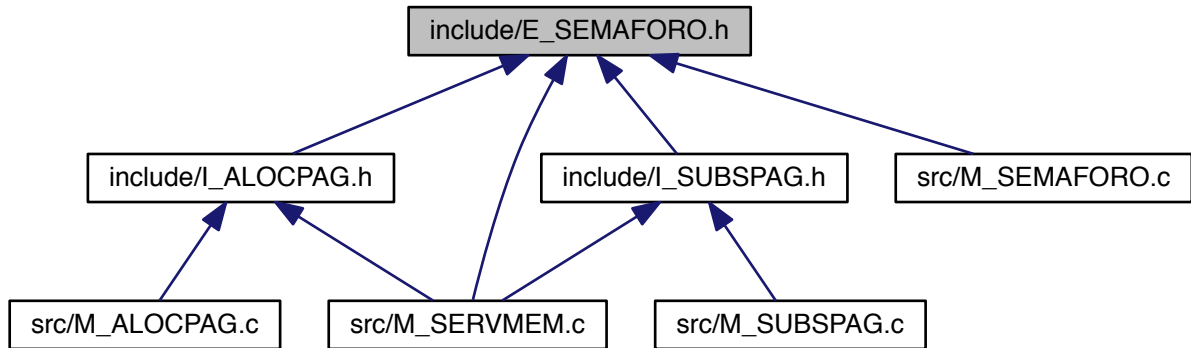 include/E_SEMAFORO.h
include/I_ALOCPAG.h
include/I_SUBSPAG.h
src/M_SEMAFORO.c
src/M_ALOCPAG.c
src/M_SERVMEM.c
src/M_SUBSPAG.c